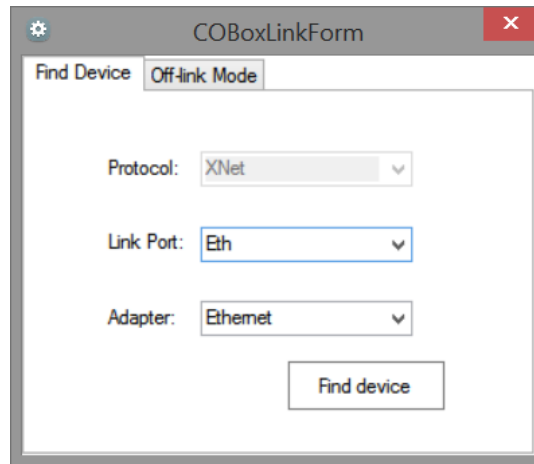 COBoxLinkForm
Find Device Off-link Mode
Protocol: XNet
Link Port: Eth
Adapter: Ethernet
Find device